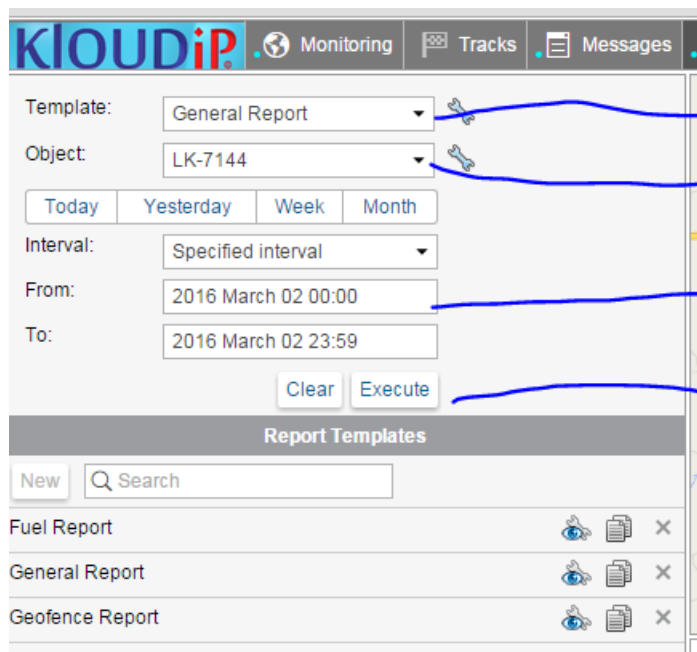 KlOUDiP. Monitoring Tracks Messages
Template: General Report
Object: LK-7144
Today Yesterday Week Month
Interval: Specified interval
From: 2016 March 02 00:00
To: 2016 March 02 23:59
Clear Execute
Report Templates
New Search
Fuel Report
General Report
Geofence Report